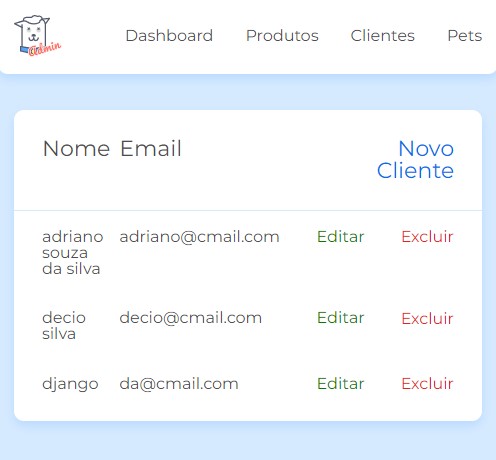 @dmin
Dashboard Produtos Clientes Pets
Nome Email Novo
Cliente
adriano adriano@cmail.com Editar Excluir
souza
da silva
decio decio@cmail.com Editar Excluir
silva
django da@cmail.com Editar Excluir